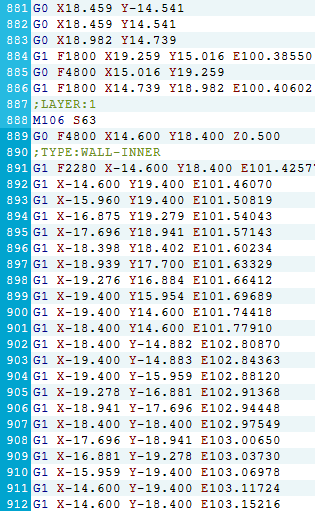 881 G0 X18.459 Y-14.541
882 G0 X18.459 Y14.541
883 G0 X18.982 Y14.739
884 G1 F1800 X19.259 Y15.016 E100.38550
885 G0 F4800 X15.016 Y19.259
886 G1 F1800 X14.739 Y18.982 E100.40602
887 ;LAYER:1
888 M106 S63
889 G0 F4800 X14.600 Y18.400 Z0.500
890 ;TYPE:WALL-INNER
891 G1 F2280 X-14.600 Y18.400 E101.4257
892 G1 X-14.600 Y19.400 E101.46070
893 G1 X-15.960 Y19.400 E101.50819
894 G1 X-16.875 Y19.279 E101.54043
895 G1 X-17.696 Y18.941 E101.57143
896 G1 X-18.398 Y18.402 E101.60234
897 G1 X-18.939 Y17.700 E101.63329
898 G1 X-19.276 Y16.884 E101.66412
899 G1 X-19.400 Y15.954 E101.69689
900 G1 X-19.400 Y14.600 E101.74418
901 G1 X-18.400 Y14.600 E101.77910
902 G1 X-18.400 Y-14.882 E102.80870
903 G1 X-19.400 Y-14.883 E102.84363
904 G1 X-19.400 Y-15.959 E102.88120
905 G1 X-19.278 Y-16.881 E102.91368
906 G1 X-18.941 Y-17.696 E102.94448
907 G1 X-18.400 Y-18.400 E102.97549
908 G1 X-17.696 Y-18.941 E103.00650
909 G1 X-16.881 Y-19.278 E103.03730
910 G1 X-15.959 Y-19.400 E103.06978
911 G1 X-14.600 Y-19.400 E103.11724
912 G1 X-14.600 Y-18.400 E103.15216